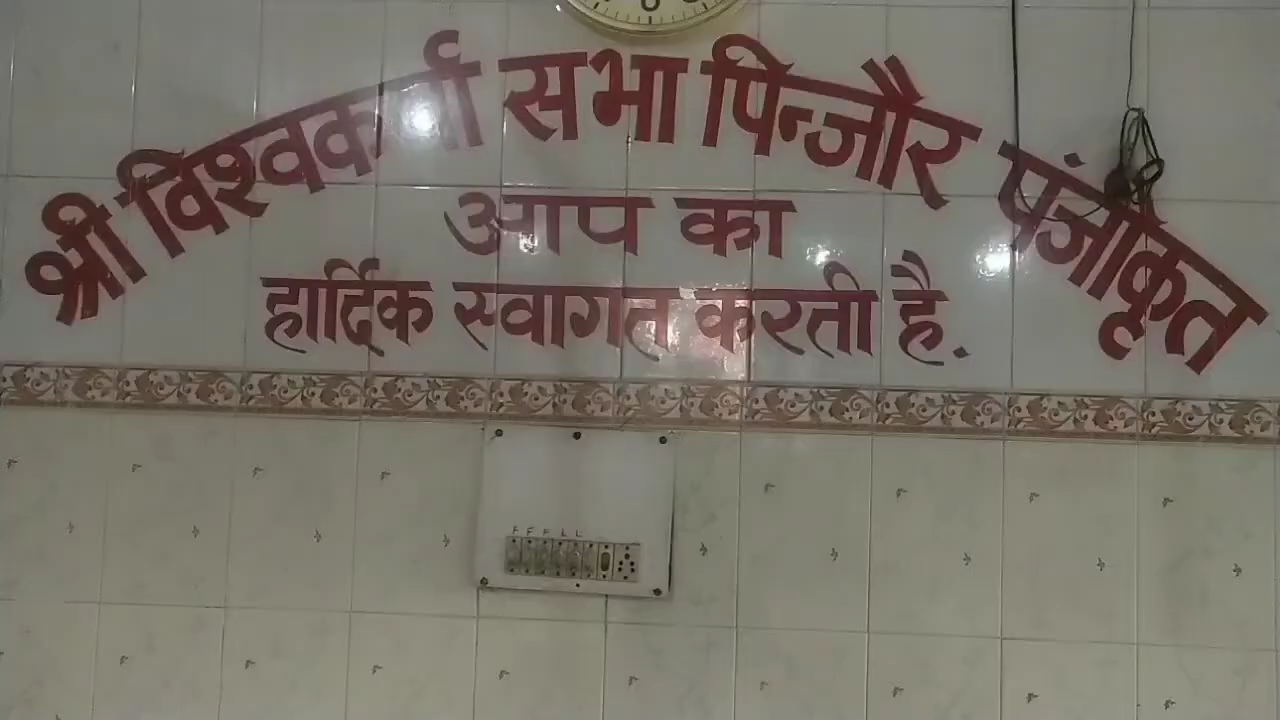 श्री विश्वकर्मा सभा पिन्जौर पंजीकृत
आप का
हार्दिक स्वागत करती है.
F F F L L